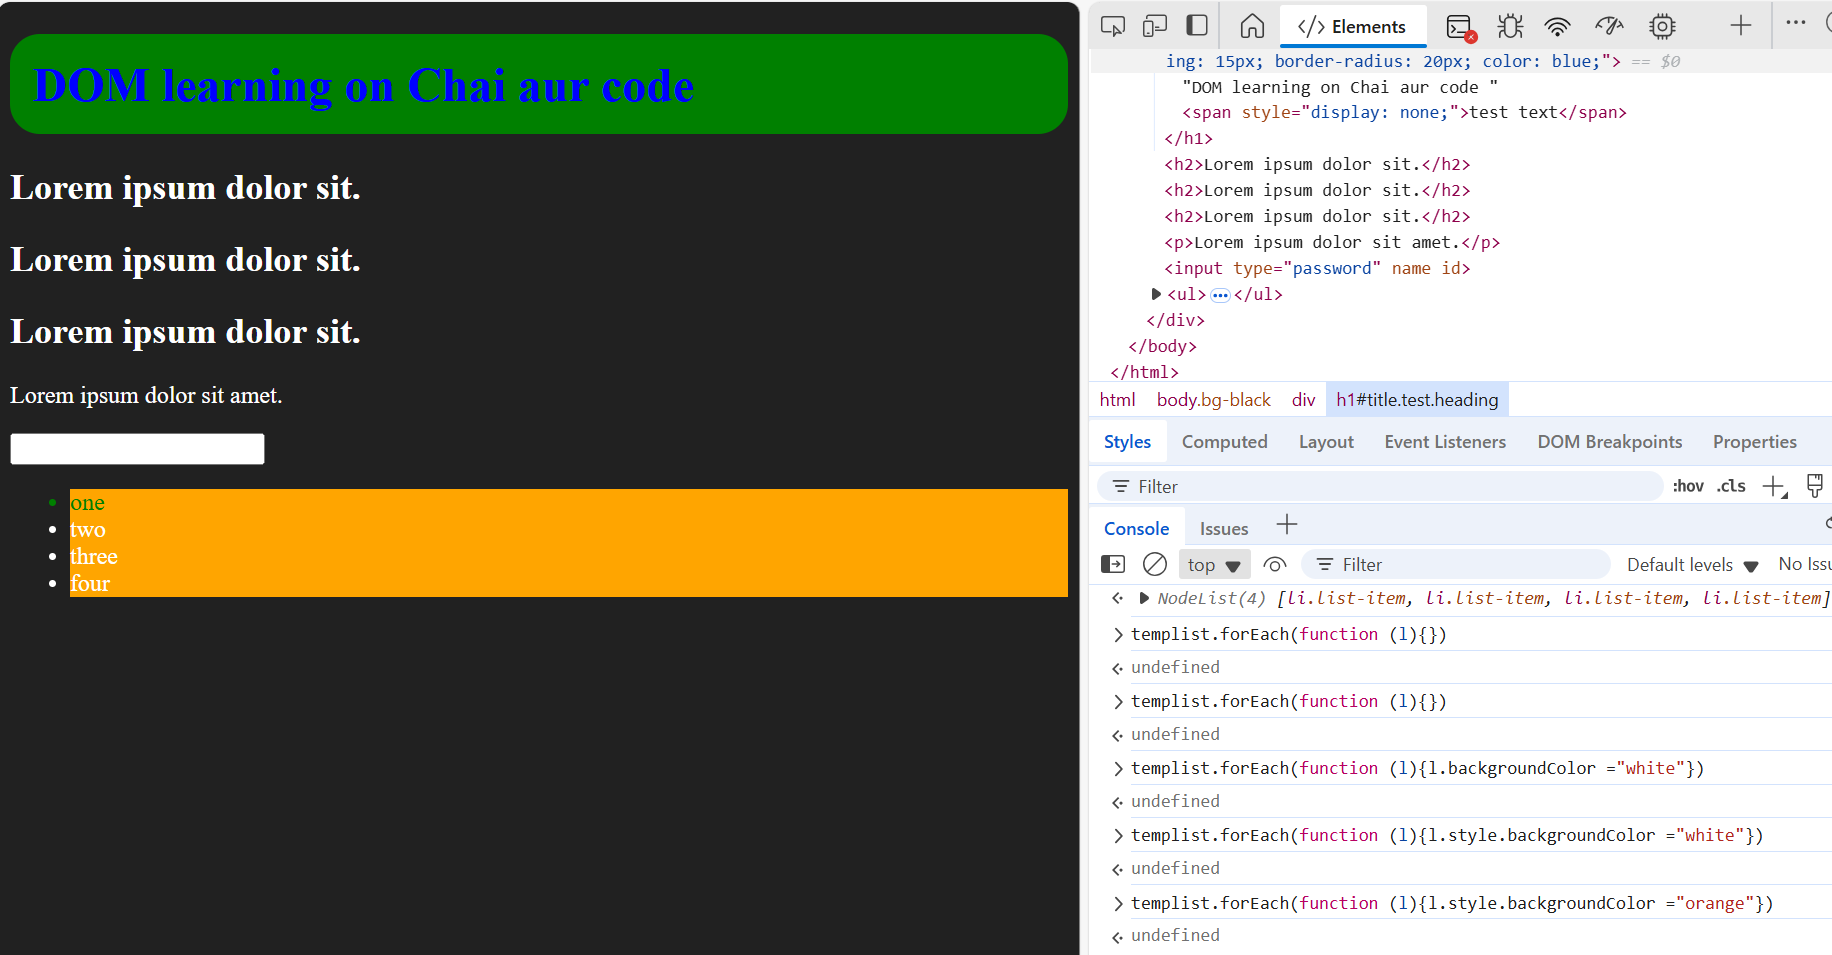 DOM learning on Chai aur code
Lorem ipsum dolor sit.
Lorem ipsum dolor sit.
Lorem ipsum dolor sit.
Lorem ipsum dolor sit amet.
one
two
three
four
Elements
ing: 15px; border-radius: 20px; color: blue;"> == $0
"DOM learning on Chai aur code "
<span style="display: none;">test text</span>
</h1>
<h2>Lorem ipsum dolor sit.</h2>
<h2>Lorem ipsum dolor sit.</h2>
<h2>Lorem ipsum dolor sit.</h2>
<p>Lorem ipsum dolor sit amet.</p>
<input type="password" name id>
<ul>…</ul>
</div>
</body>
</html>
html body.bg-black div h1#title.test.heading
Styles Computed Layout Event Listeners DOM Breakpoints Properties
Filter :hov .cls
Console Issues
top Filter Default levels No Issu
NodeList(4) [li.list-item, li.list-item, li.list-item, li.list-item]
templist.forEach(function (l){})
undefined
templist.forEach(function (l){})
undefined
templist.forEach(function (l){l.backgroundColor ="white"})
undefined
templist.forEach(function (l){l.style.backgroundColor ="white"})
undefined
templist.forEach(function (l){l.style.backgroundColor ="orange"})
undefined